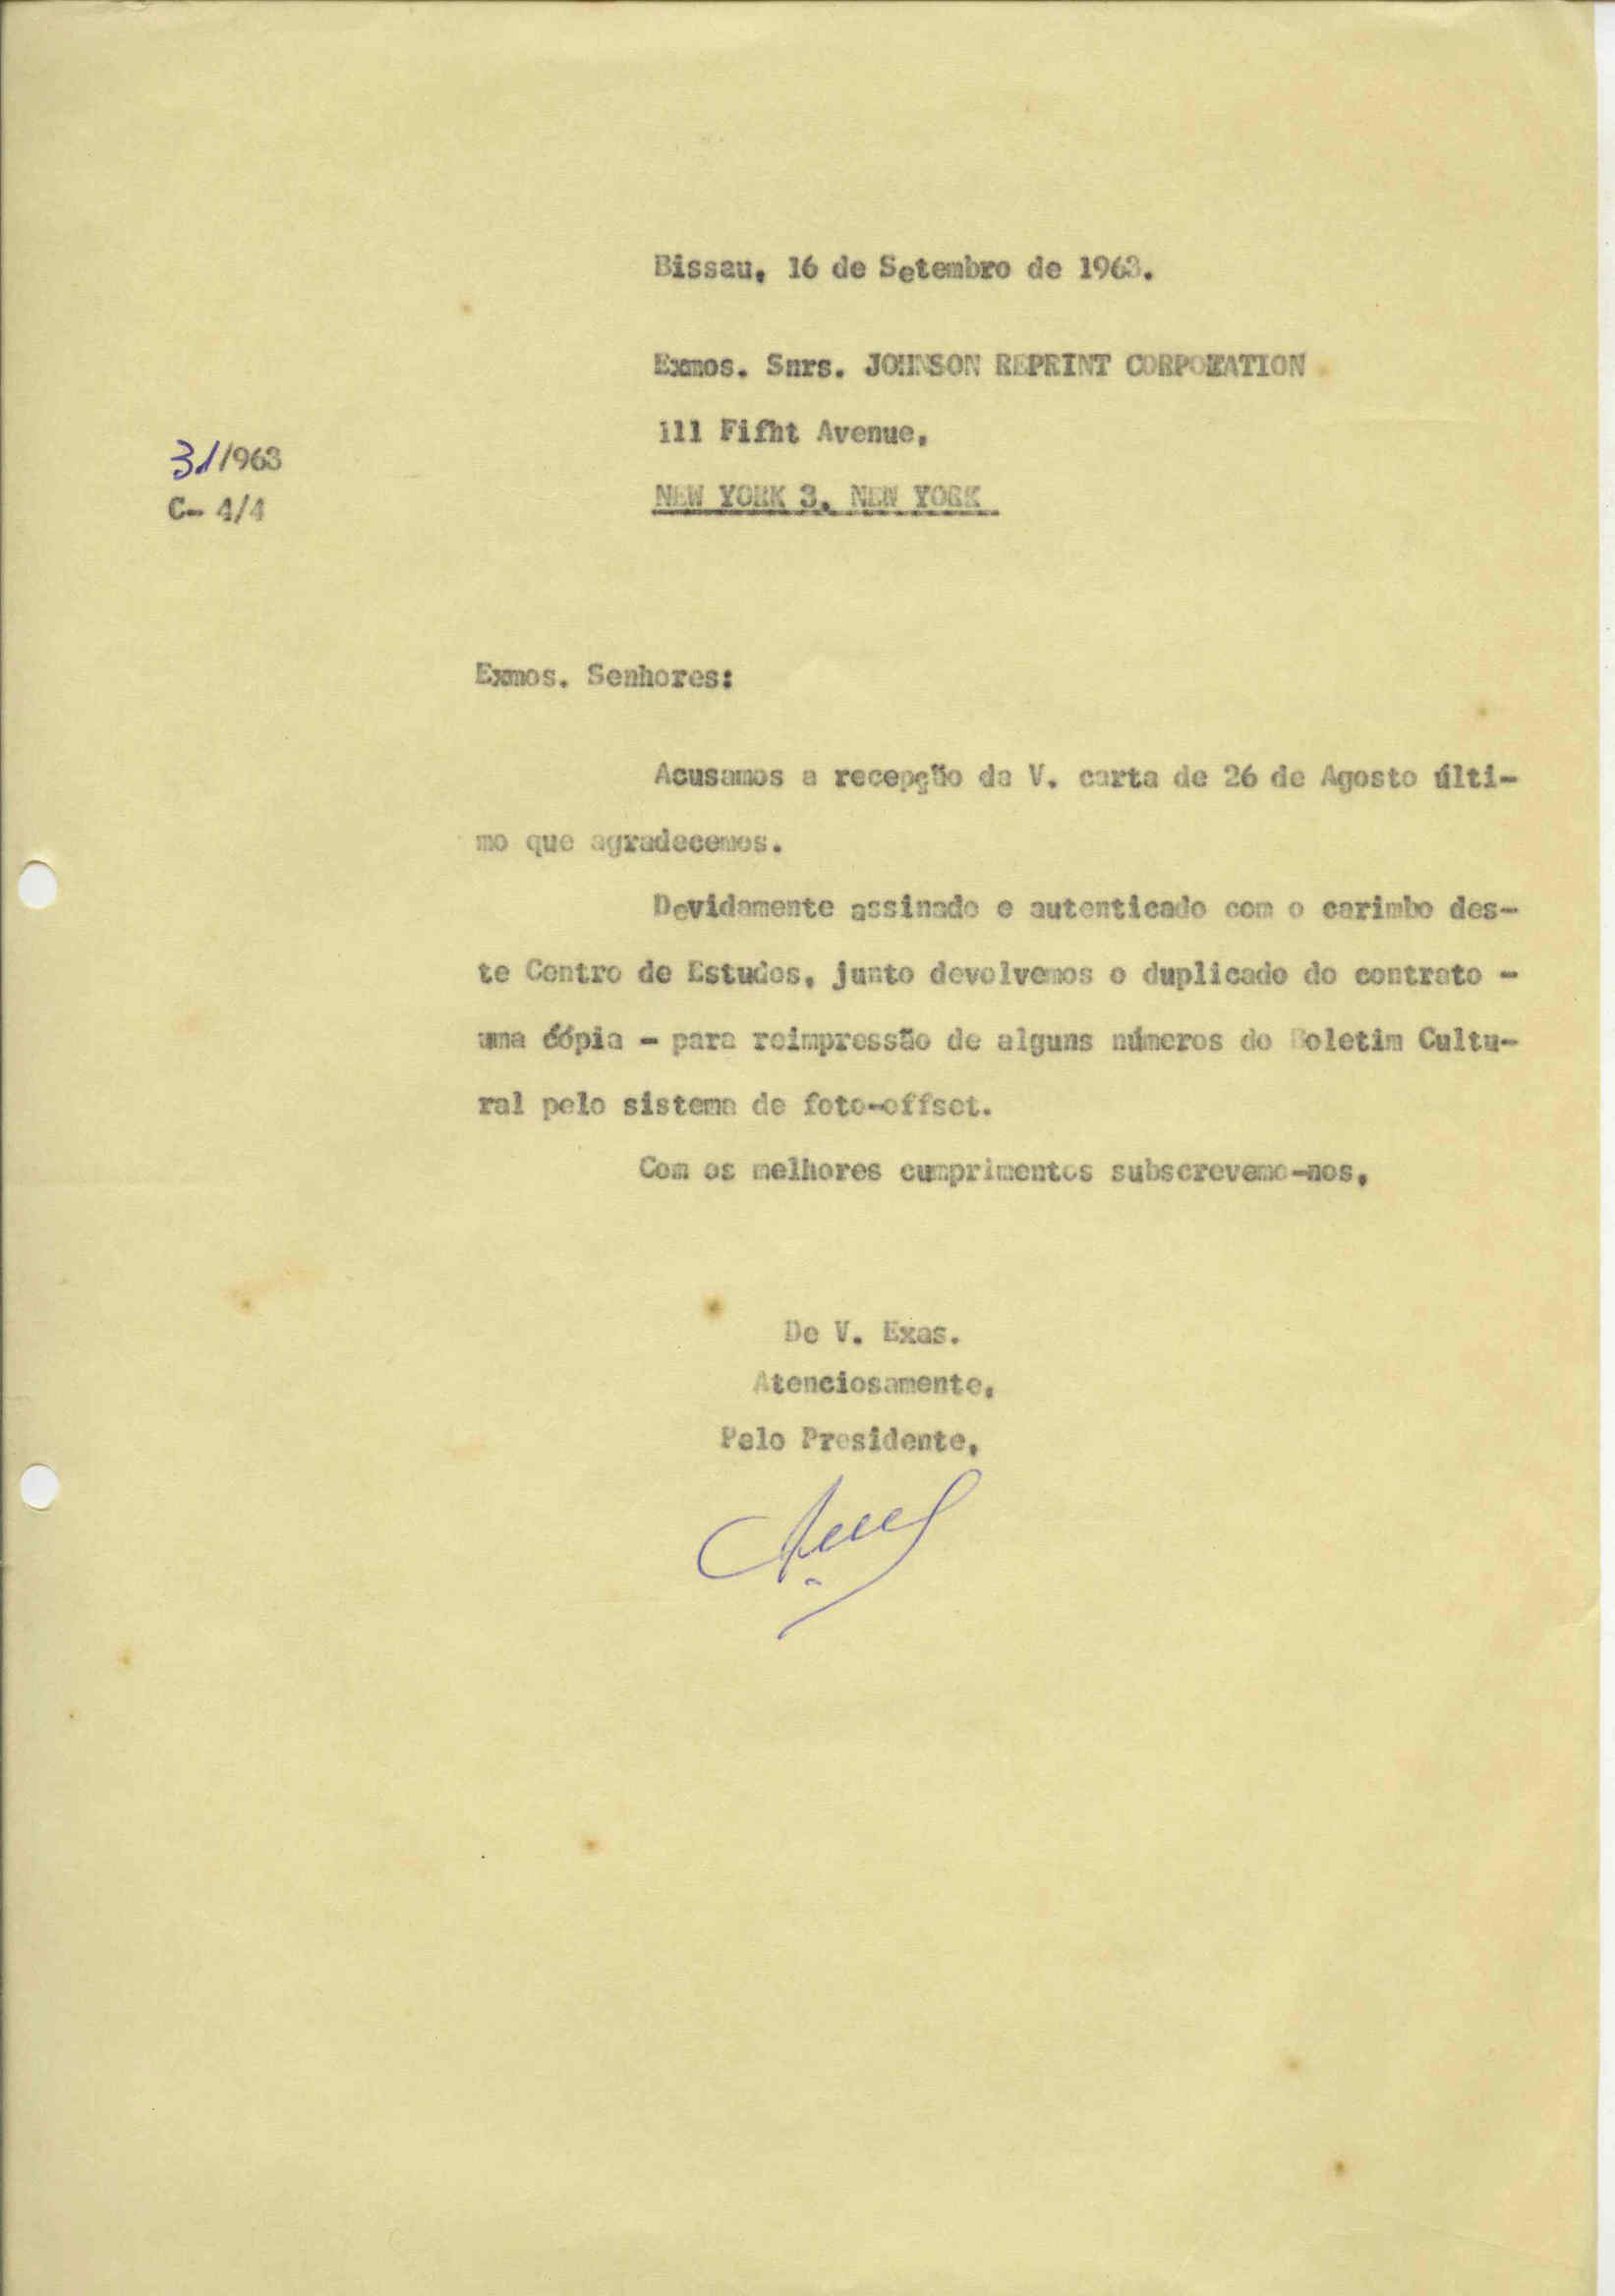 Bissau, 16 de Setembro de 1963.
Exmos. Snrs. JOHNSON REPRINT CORPORATION
111 Fifht Avenue,
31/963
NEW YORK 3, NEW YORK
C- 4/4
Exmos. Senhores:
Acusamos a recepção da V. carta de 26 de Agosto últi-
mo que agradecemos.
Devidamente assinado e autenticado com o carimbo des-
te Centro de Estudos, junto devolvemos o duplicado do contrato -
uma cópia - para reimpressão de alguns números do Boletim Cultu-
ral pelo sistema de foto-offset.
Com os melhores cumprimentos subscrevemo-nos,
De V. Exas.
Atenciosamente,
Pelo Presidente,